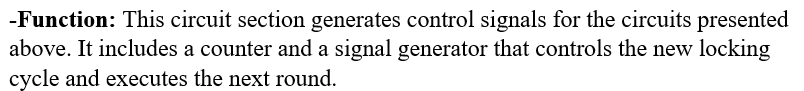 -Function: This circuit section generates control signals for the circuits presented
above. It includes a counter and a signal generator that controls the new locking
cycle and executes the next round.